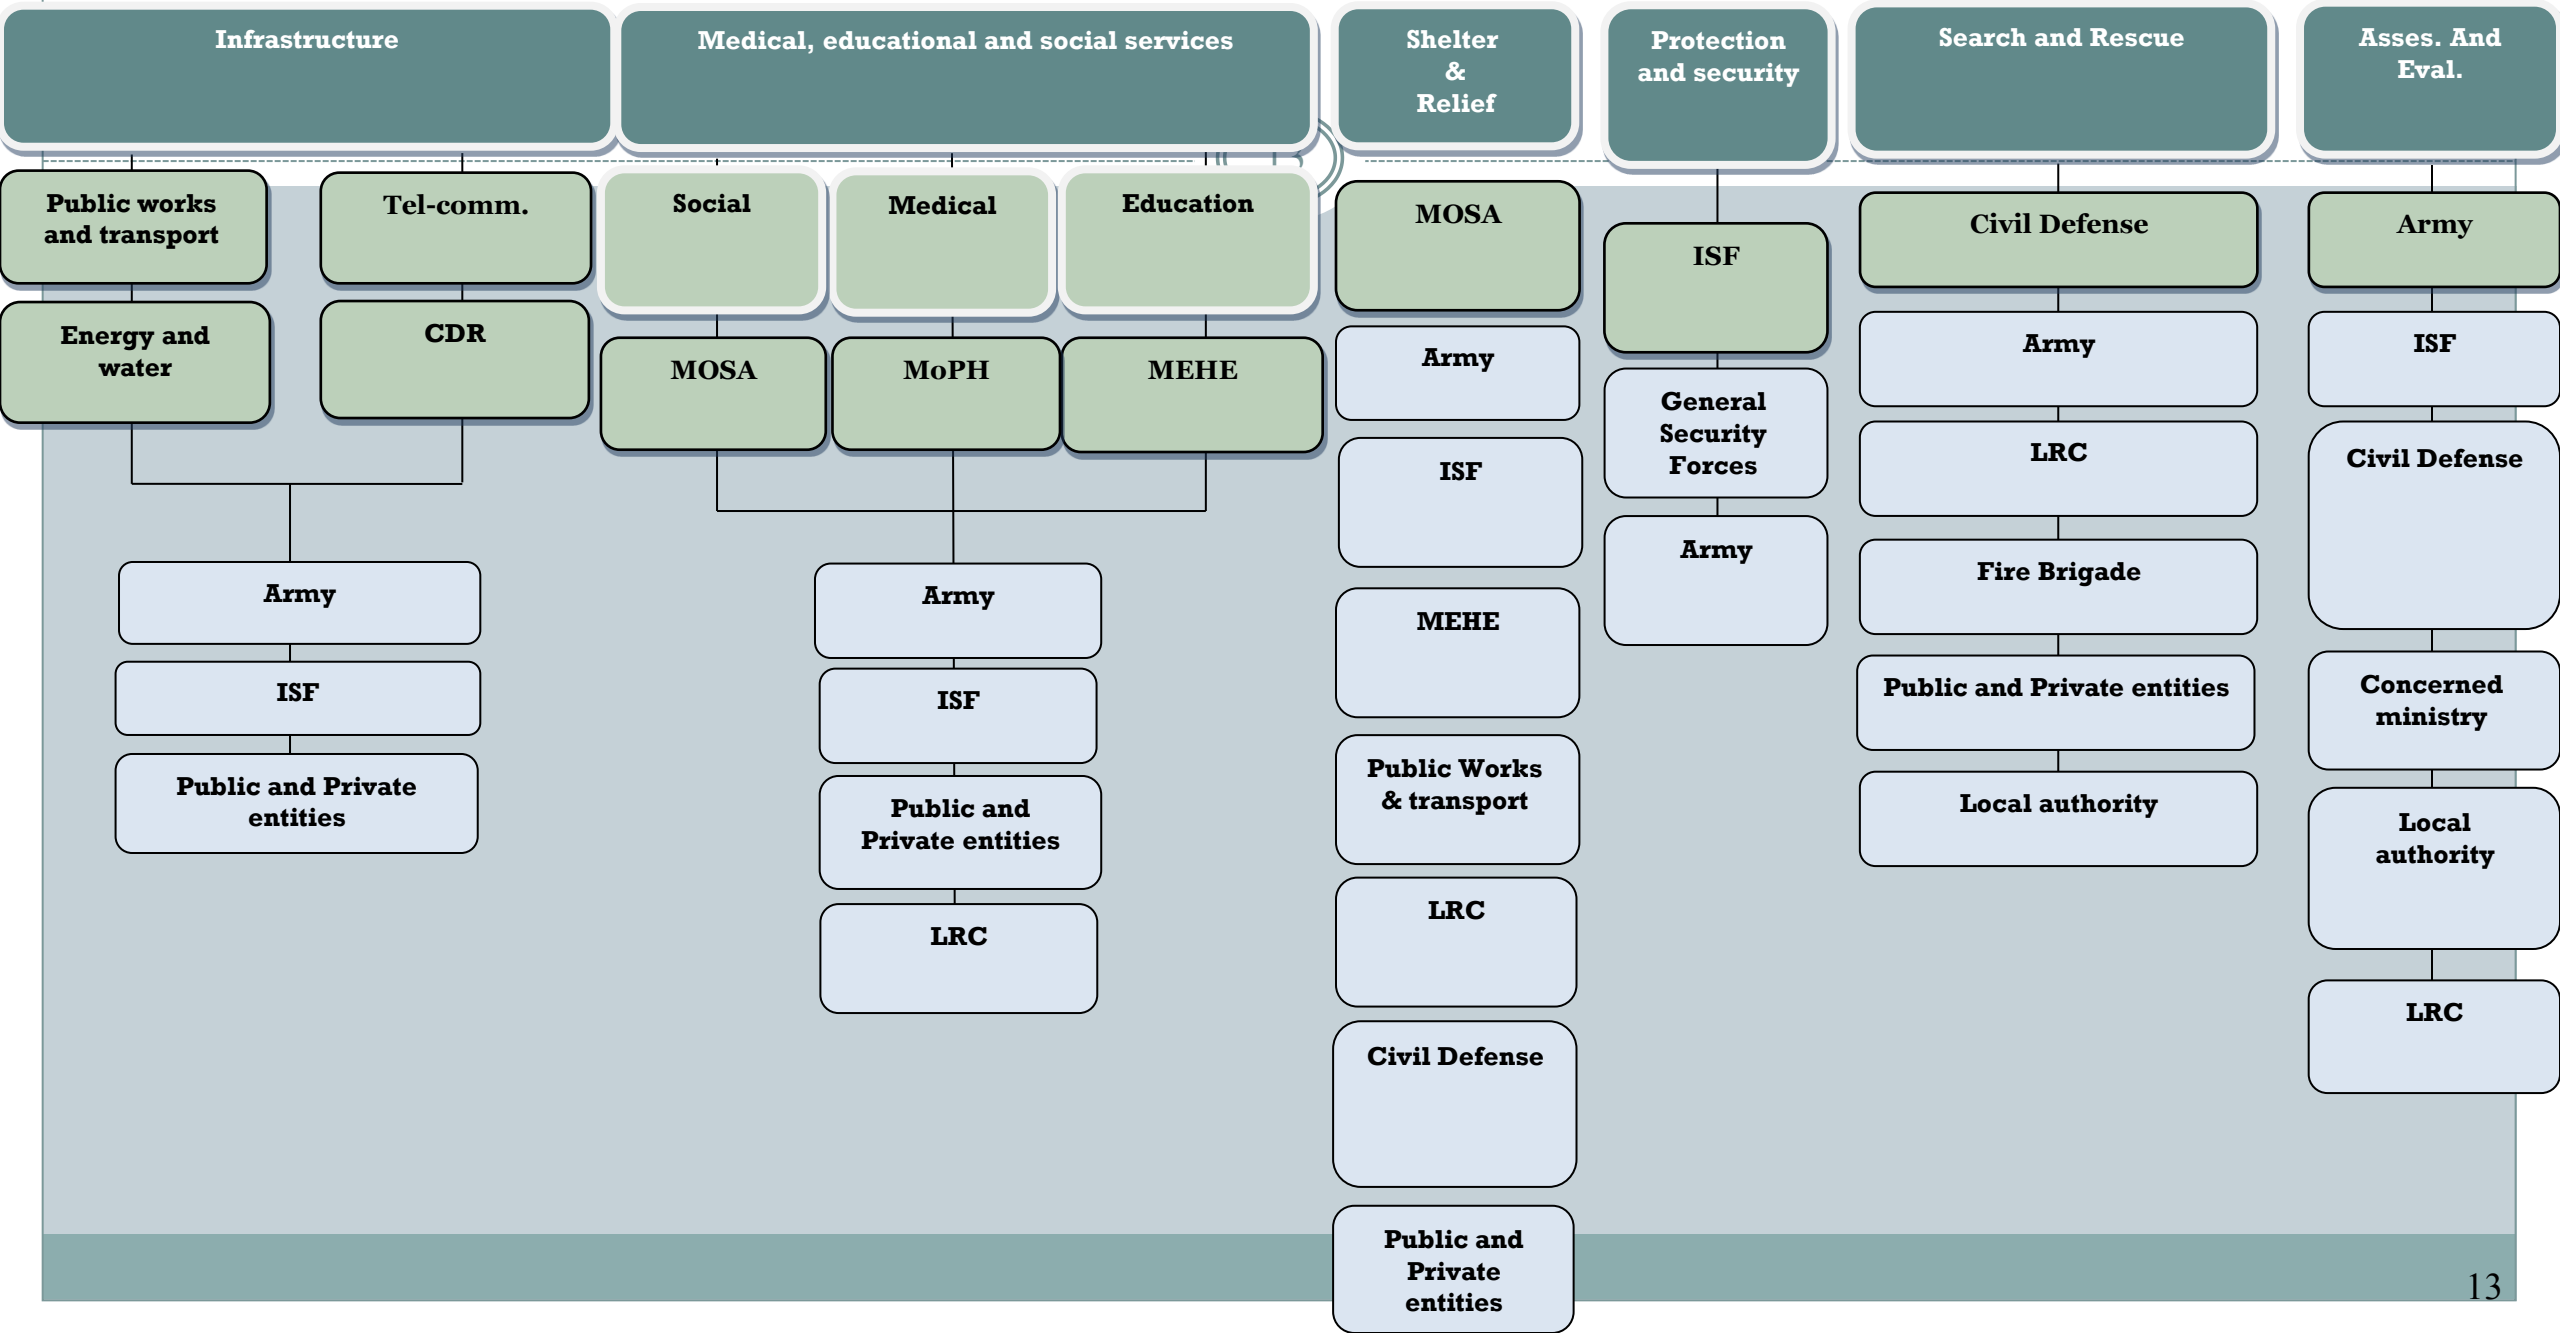 Infrastructure
Medical, educational and social services
Shelter
&
Relief
Protection
and security
Search and Rescue
Asses. And
Eval.
Public works
and transport
Energy and
water
Tel-comm.
CDR
Army
ISF
Public and Private
entities
Social
MOSA
Medical
MoPH
Education
MEHE
Army
ISF
Public and
Private entities
LRC
MOSA
Army
ISF
MEHE
Public Works
& transport
LRC
Civil Defense
Public and
Private
entities
ISF
General
Security
Forces
Army
Civil Defense
Army
LRC
Fire Brigade
Public and Private entities
Local authority
Army
ISF
Civil Defense
Concerned
ministry
Local
authority
LRC
13